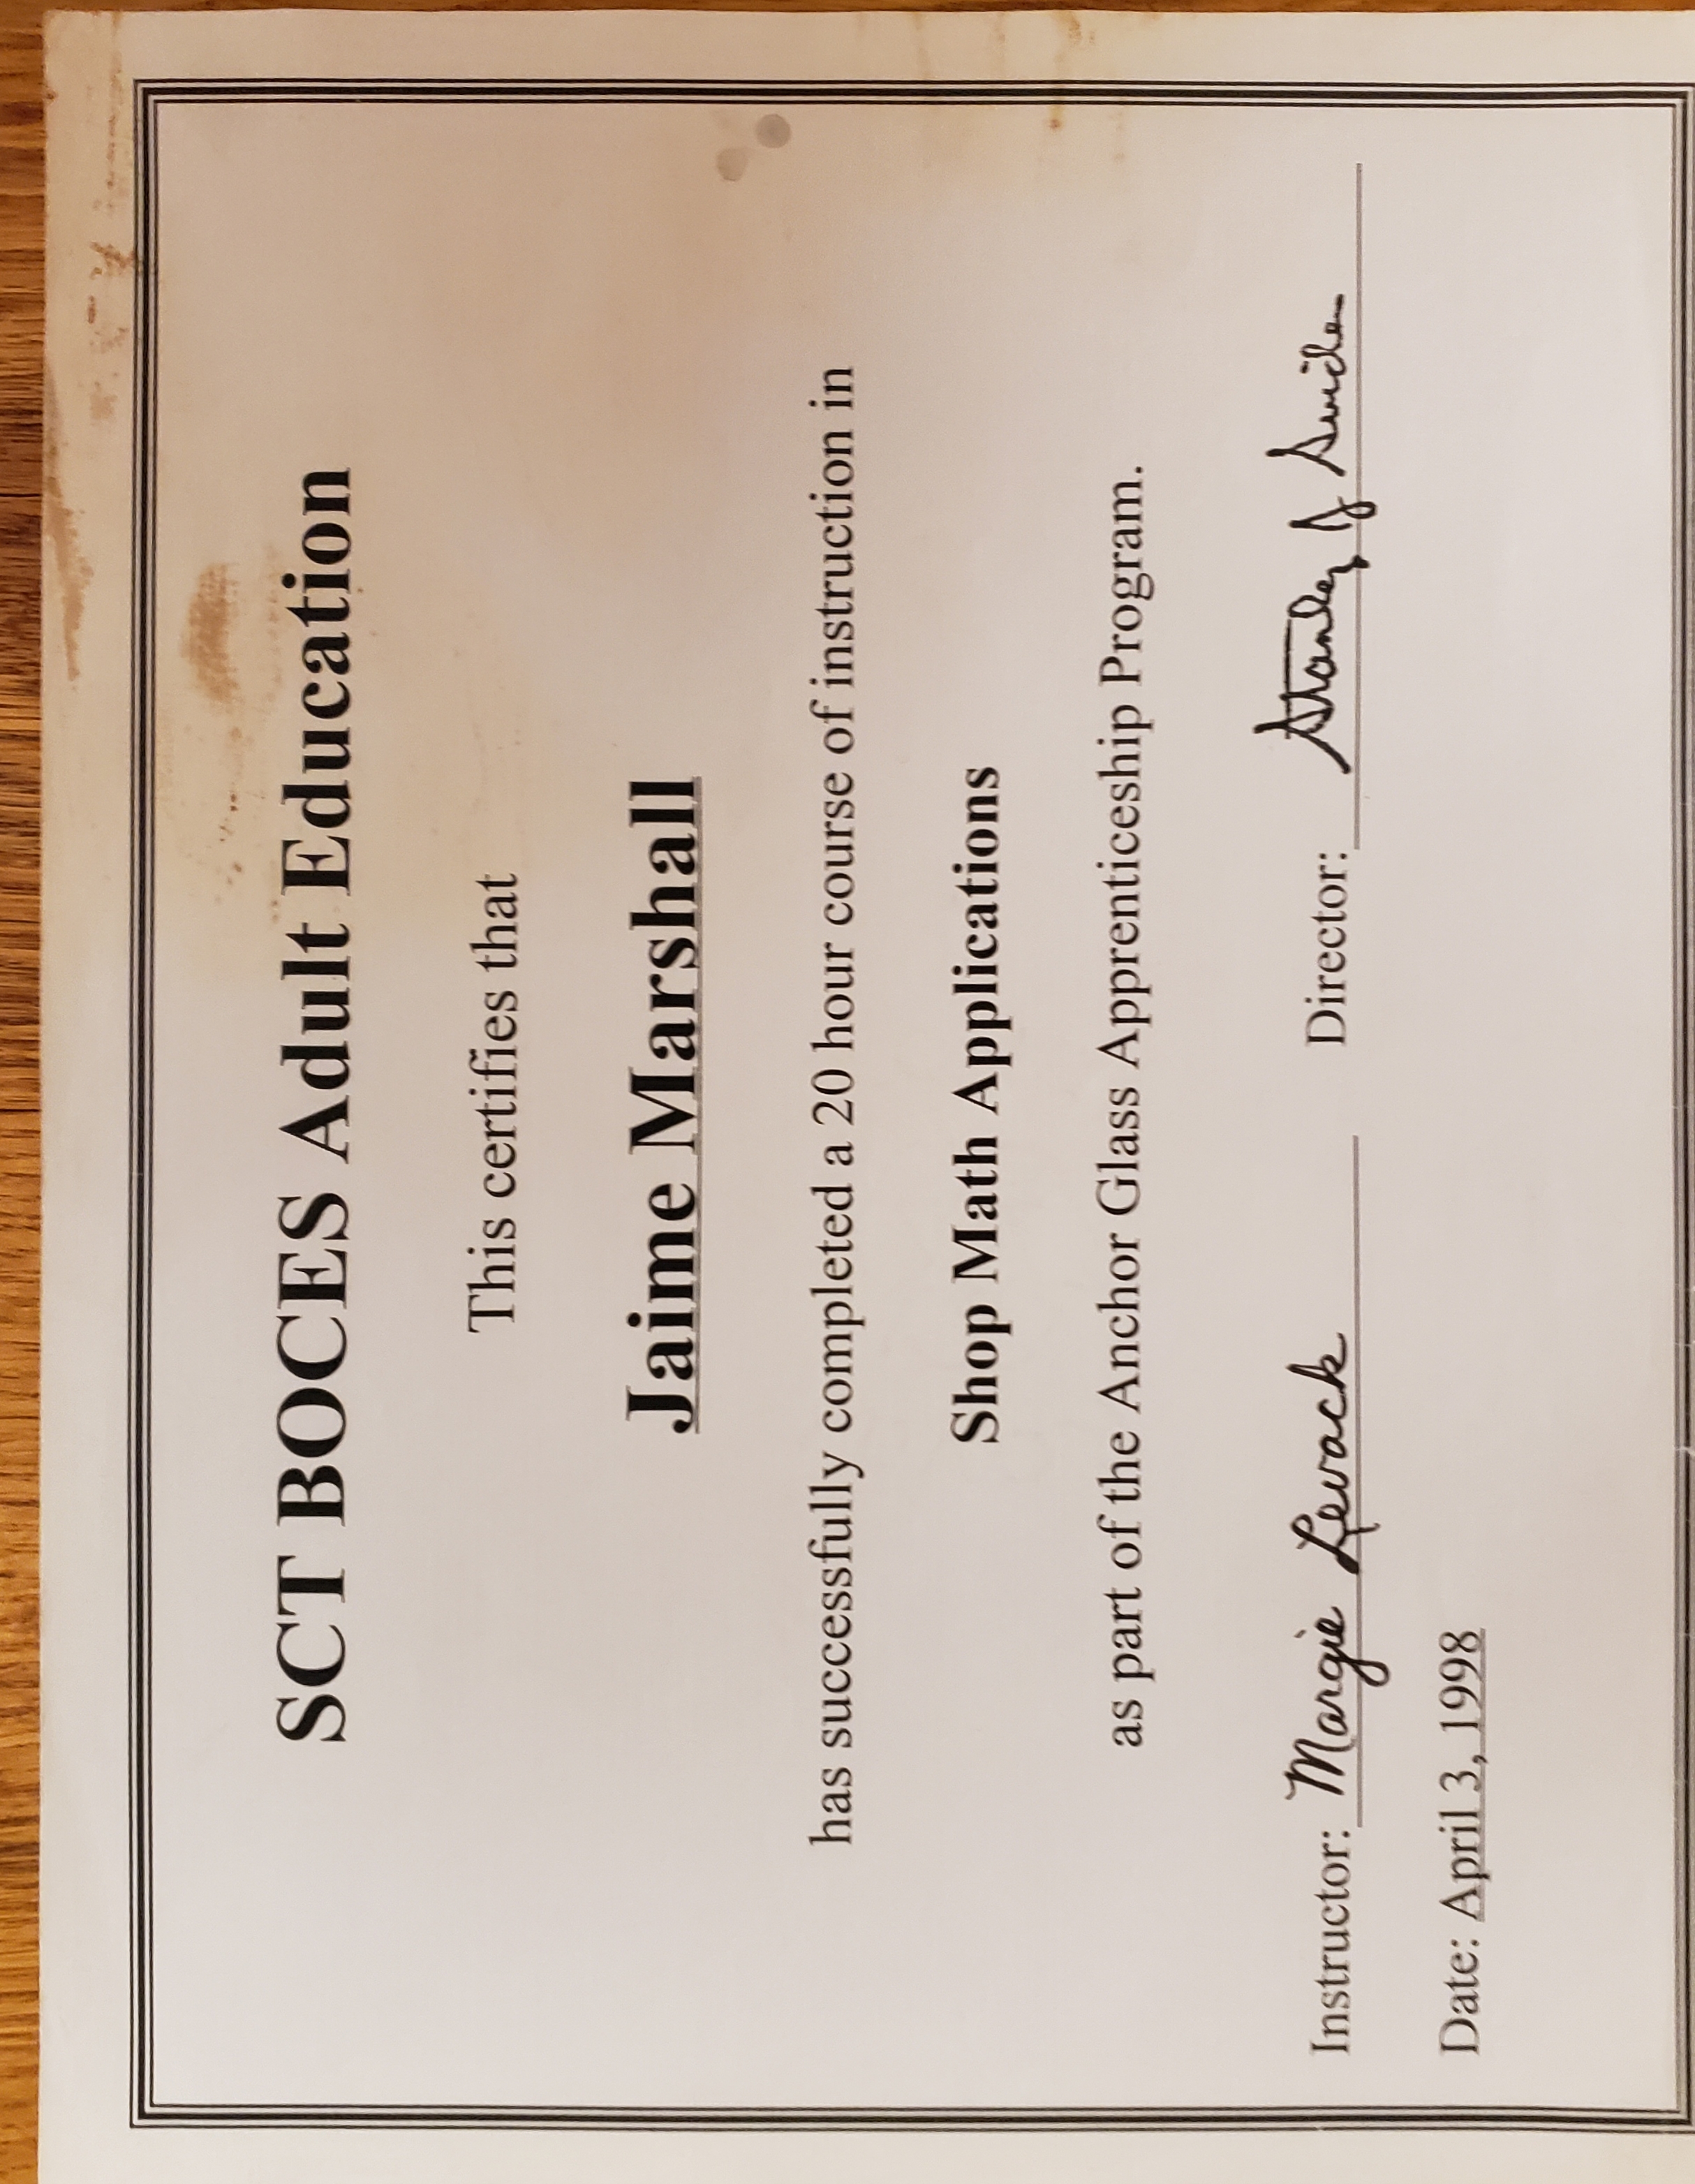 SCT BOCES Adult Education
This certifies that
Jaime Marshall
has successfully completed a 20 hour course of instruction in
Shop Math Applications
as part of the Anchor Glass Apprenticeship Program.
Instructor: Margie Levack Director: Stanley J
Date: April 3, 1998